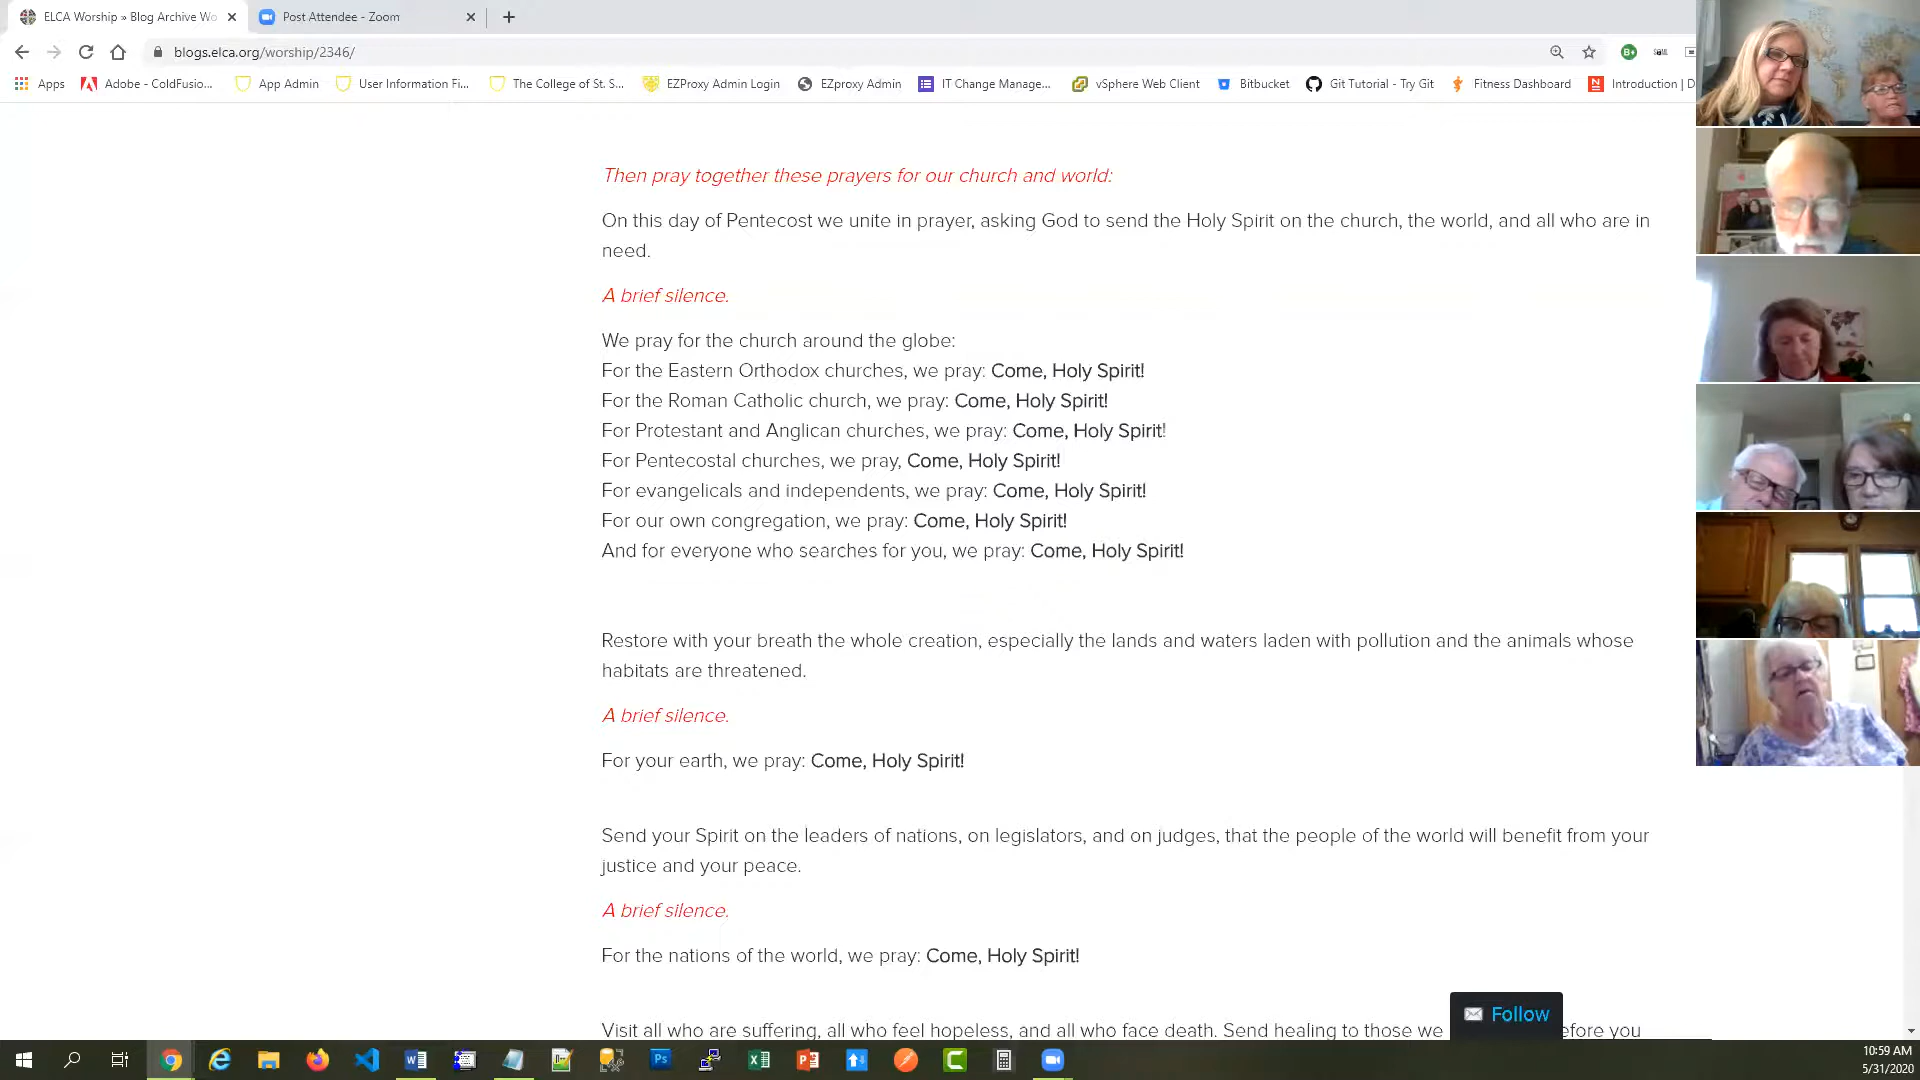 ELCA Worship » Blog Archive Wo
Post Attendee - Zoom
blogs.elca.org/worship/2346/
Apps
Adobe - ColdFusio...
App Admin
User Information Fi...
The College of St. S...
EZProxy Admin Login
EZproxy Admin
IT Change Manage...
vSphere Web Client
Bitbucket
Git Tutorial - Try Git
Fitness Dashboard
Introduction | D
Then pray together these prayers for our church and world:
On this day of Pentecost we unite in prayer, asking God to send the Holy Spirit on the church, the world, and all who are in
need.
A brief silence.
We pray for the church around the globe:
For the Eastern Orthodox churches, we pray: Come, Holy Spirit!
For the Roman Catholic church, we pray: Come, Holy Spirit!
For Protestant and Anglican churches, we pray: Come, Holy Spirit!
For Pentecostal churches, we pray, Come, Holy Spirit!
For evangelicals and independents, we pray: Come, Holy Spirit!
For our own congregation, we pray: Come, Holy Spirit!
And for everyone who searches for you, we pray: Come, Holy Spirit!
Restore with your breath the whole creation, especially the lands and waters laden with pollution and the animals whose
habitats are threatened.
A brief silence.
For your earth, we pray: Come, Holy Spirit!
Send your Spirit on the leaders of nations, on legislators, and on judges, that the people of the world will benefit from your
justice and your peace.
A brief silence.
For the nations of the world, we pray: Come, Holy Spirit!
Visit all who are suffering, all who feel hopeless, and all who face death. Send healing to those we efore you
Follow
10:59 AM
5/31/2020